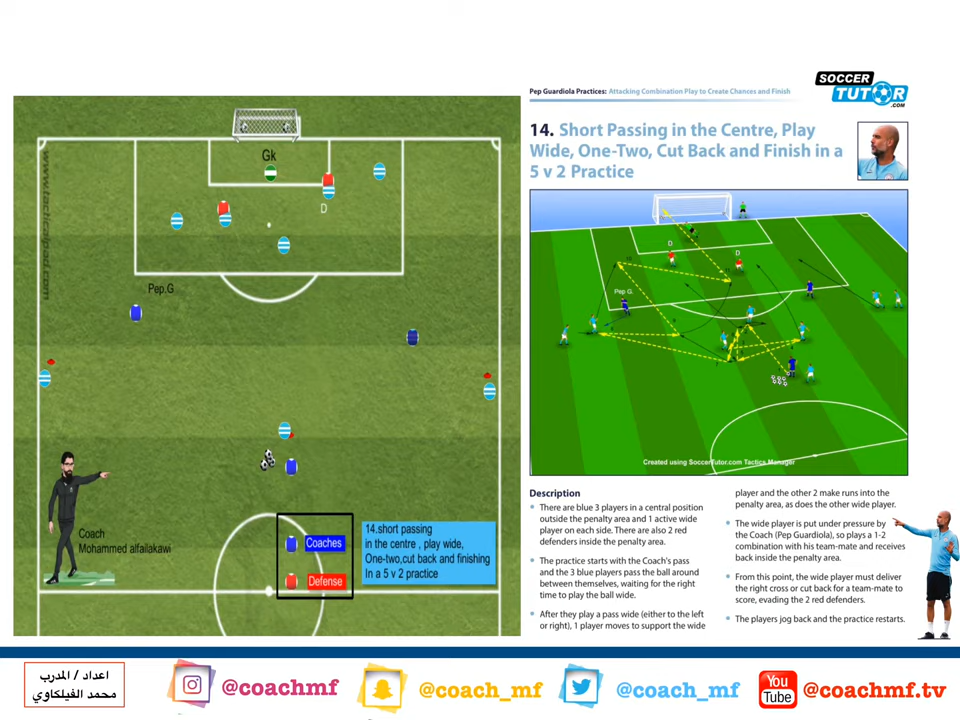 www.tacticalpad.com
Gk
D
Pep.G
Coach
Mohammed alfailakawi
Coaches
Defense
14.short passing
in the centre , play wide,
One-two,cut back and finishing
In a 5 v 2 practice
Pep Guardiola Practices: Attacking Combination Play to Create Chances and Finish
SOCCER
TUTOR
.COM
14. Short Passing in the Centre, Play
Wide, One-Two, Cut Back and Finish in a
5 v 2 Practice
D
D
Pep G.
Created using SoccerTutor.com Tactics Manager
Description
There are blue 3 players in a central position
outside the penalty area and 1 active wide
player on each side. There are also 2 red
defenders inside the penalty area.
The practice starts with the Coach's pass
and the 3 blue players pass the ball around
between themselves, waiting for the right
time to play the ball wide.
After they play a pass wide (either to the left
or right), 1 player moves to support the wide
player and the other 2 make runs into the
penalty area, as does the other wide player.
The wide player is put under pressure by
the Coach (Pep Guardiola), so plays a 1-2
combination with his team-mate and receives
back inside the penalty area.
From this point, the wide player must deliver
the right cross or cut back for a team-mate to
score, evading the 2 red defenders.
The players jog back and the practice restarts.
اعداد / المدرب
محمد الفيلكاوي
@coachmf
@coach_mf
@coach_mf
You
Tube
@coachmf.tv